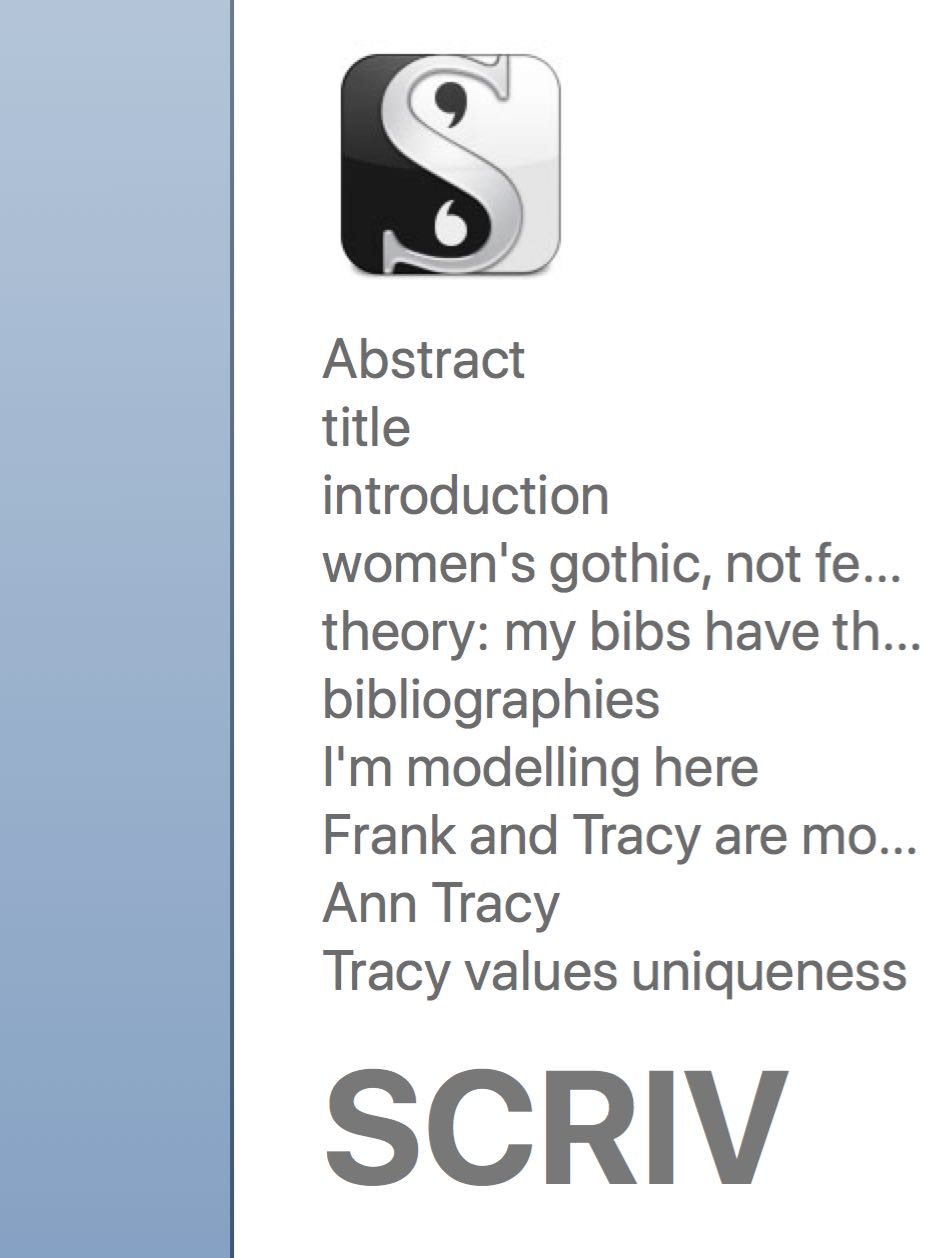 Abstract
title
introduction
women's gothic, not fe...
theory: my bibs have th...
bibliographies
I'm modelling here
Frank and Tracy are mo...
Ann Tracy
Tracy values uniqueness
SCRIV